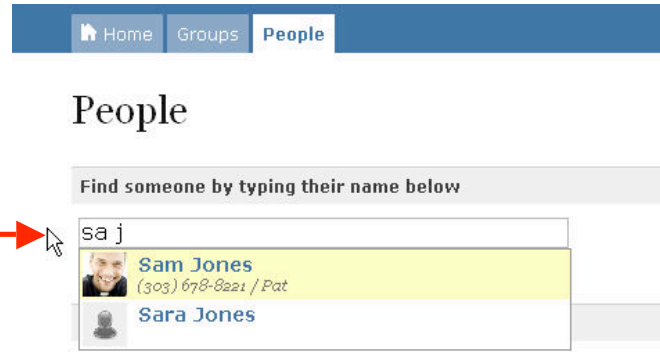 Home Groups People
People
Find someone by typing their name below
sa j
Sam Jones
(303) 678-8221 / Pat
Sara Jones